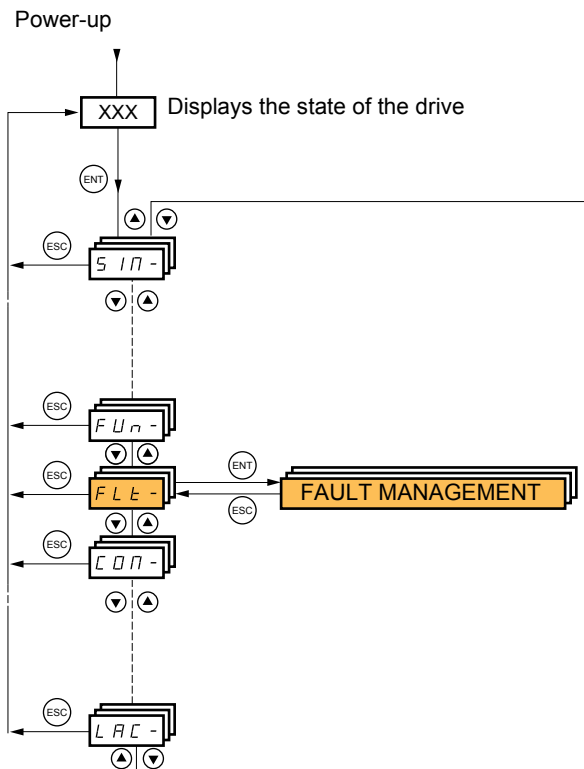 Power-up
XXX Displays the state of the drive
ENT
ESC
SIM-
ESC
FUn-
ESC
FLt-
ENT
FAULT MANAGEMENT
ESC
ESC
COM-
ESC
LAC-